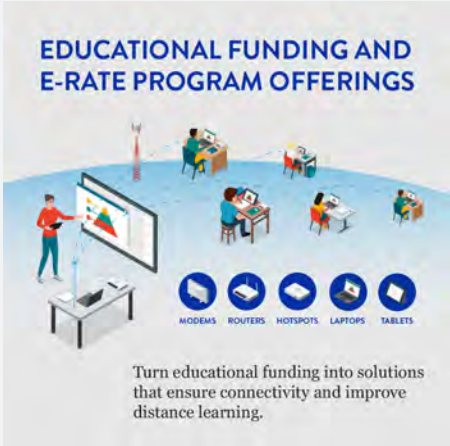 EDUCATIONAL FUNDING AND
E-RATE PROGRAM OFFERINGS
MODEMS ROUTERS HOTSPOTS LAPTOPS TABLETS
Turn educational funding into solutions
that ensure connectivity and improve
distance learning.